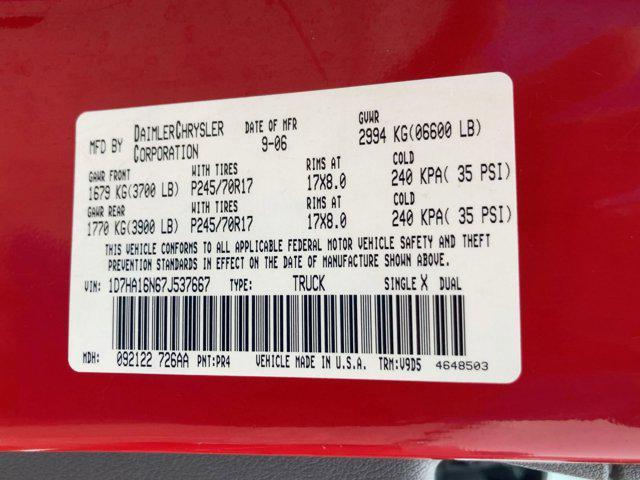 MFD BY DAIMLERCHRYSLER CORPORATION DATE OF MFR 9-06 GVWR 2994 KG(06600 LB)
GAWR FRONT WITH TIRES RIMS AT COLD
1679 KG(3700 LB) P245/70R17 17X8.0 240 KPA( 35 PSI)
GAWR REAR WITH TIRES RIMS AT COLD
1770 KG(3900 LB) P245/70R17 17X8.0 240 KPA( 35 PSI)
THIS VEHICLE CONFORMS TO ALL APPLICABLE FEDERAL MOTOR VEHICLE SAFETY AND THEFT
PREVENTION STANDARDS IN EFFECT ON THE DATE OF MANUFACTURE SHOWN ABOVE.
VIN: 1D7HA16N67J537667 TYPE: TRUCK SINGLE X DUAL
MDH: 092122 726AA PNT:PR4 VEHICLE MADE IN U.S.A. TRM:V9D5 4648503